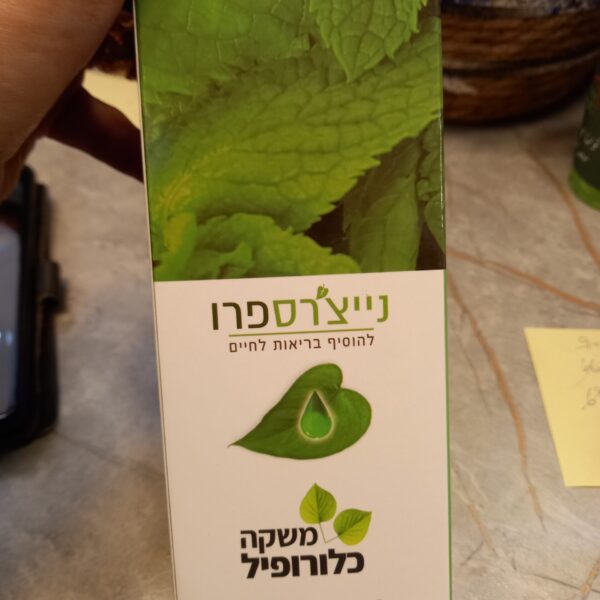 נייצ'רספרו
להוסיף בריאות לחיים
משקה
כלורופיל